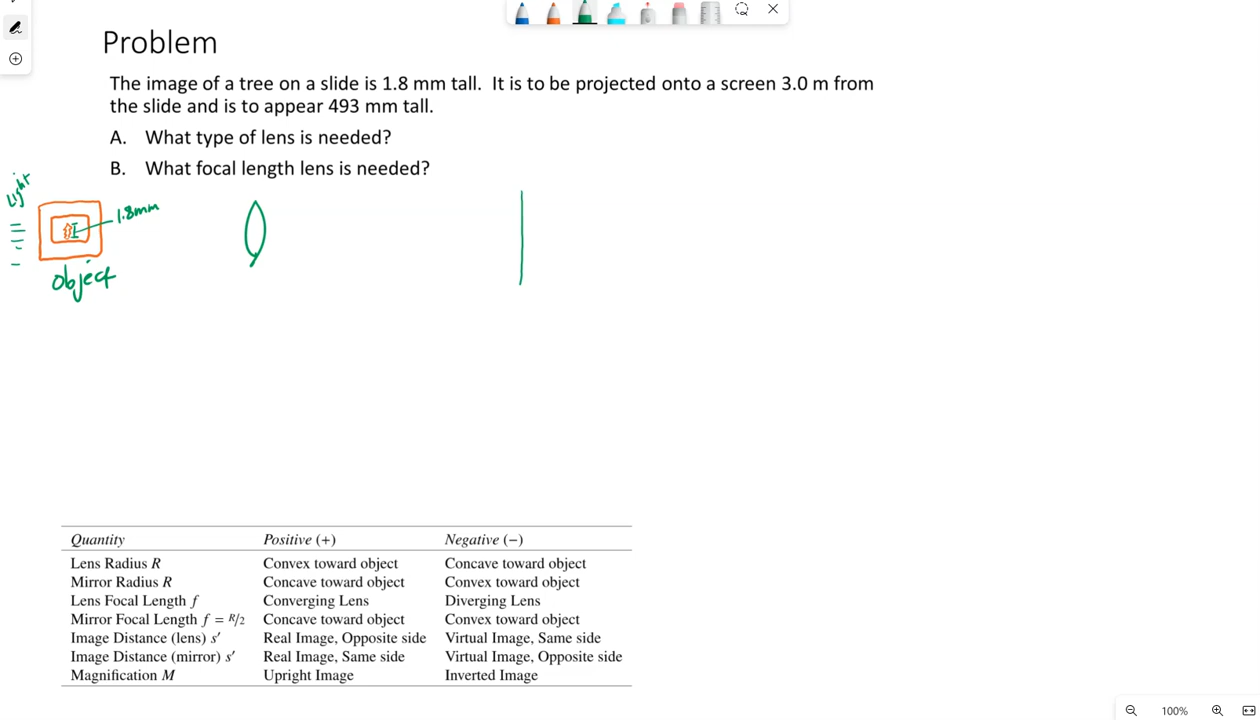 Problem
The image of a tree on a slide is 1.8 mm tall. It is to be projected onto a screen 3.0 m from
the slide and is to appear 493 mm tall.
A. What type of lens is needed?
B. What focal length lens is needed?
Light
1.8mm
Object
Quantity Positive (+) Negative (−)
Lens Radius R Convex toward object Concave toward object
Mirror Radius R Concave toward object Convex toward object
Lens Focal Length f Converging Lens Diverging Lens
Mirror Focal Length f = R/2 Concave toward object Convex toward object
Image Distance (lens) s′ Real Image, Opposite side Virtual Image, Same side
Image Distance (mirror) s′ Real Image, Same side Virtual Image, Opposite side
Magnification M Upright Image Inverted Image
100%